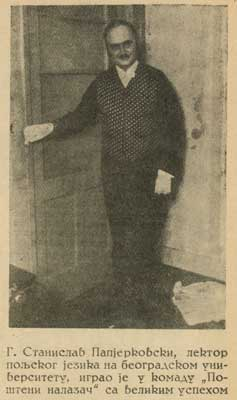 Г. Станислав Папјерковски, лектор
пољског језика на београдском уни-
верситету, играо је у комаду „По-
штени налазач“ са великим успехом